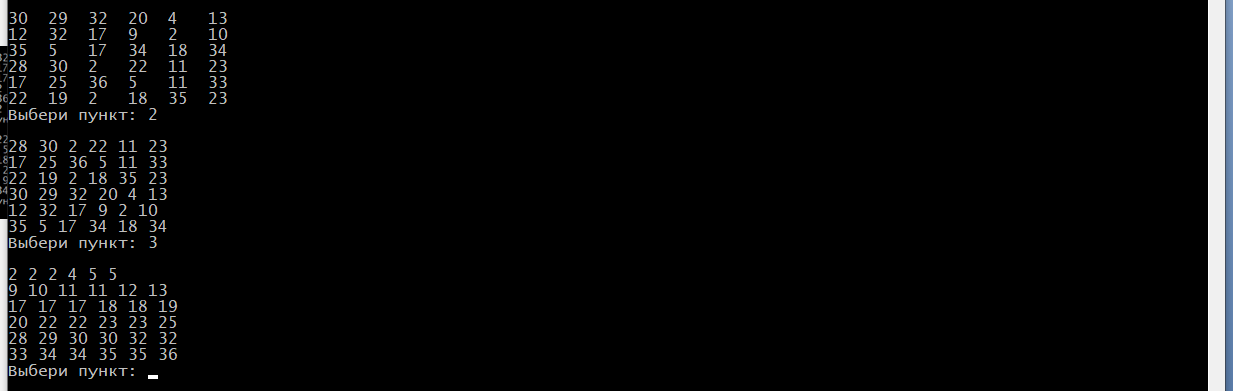 30 29 32 20 4 13
12 32 17 9 2 10
35 5 17 34 18 34
28 30 2 22 11 23
17 25 36 5 11 33
22 19 2 18 35 23
Выбери пункт: 2
28 30 2 22 11 23
17 25 36 5 11 33
22 19 2 18 35 23
30 29 32 20 4 13
12 32 17 9 2 10
35 5 17 34 18 34
Выбери пункт: 3
2 2 2 4 5 5
9 10 11 11 12 13
17 17 17 18 18 19
20 22 22 23 23 25
28 29 30 30 32 32
33 34 34 35 35 36
Выбери пункт: